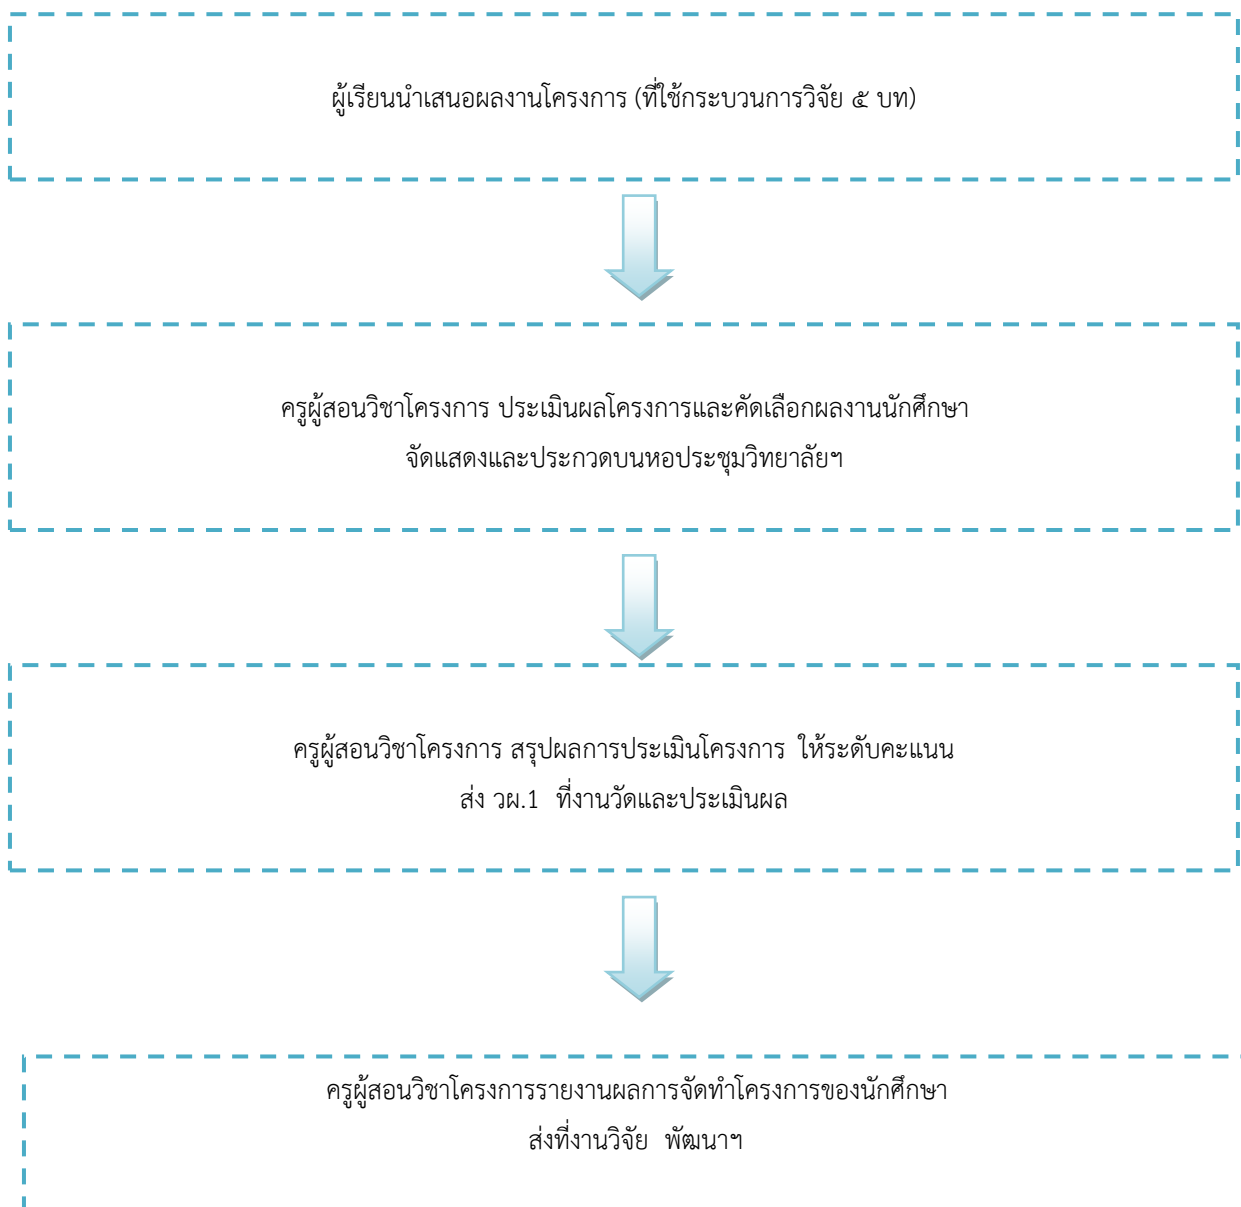 ผู้เรียนนำเสนอผลงานโครงการ (ที่ใช้กระบวนการวิจัย ๕ บท)
ครูผู้สอนวิชาโครงการ ประเมินผลโครงการและคัดเลือกผลงานนักศึกษา
จัดแสดงและประกวดบนหอประชุมวิทยาลัยฯ
ครูผู้สอนวิชาโครงการ สรุปผลการประเมินโครงการ ให้ระดับคะแนน
ส่ง วผ.1 ที่งานวัดและประเมินผล
ครูผู้สอนวิชาโครงการรายงานผลการจัดทำโครงการของนักศึกษา
ส่งที่งานวิจัย พัฒนาฯ